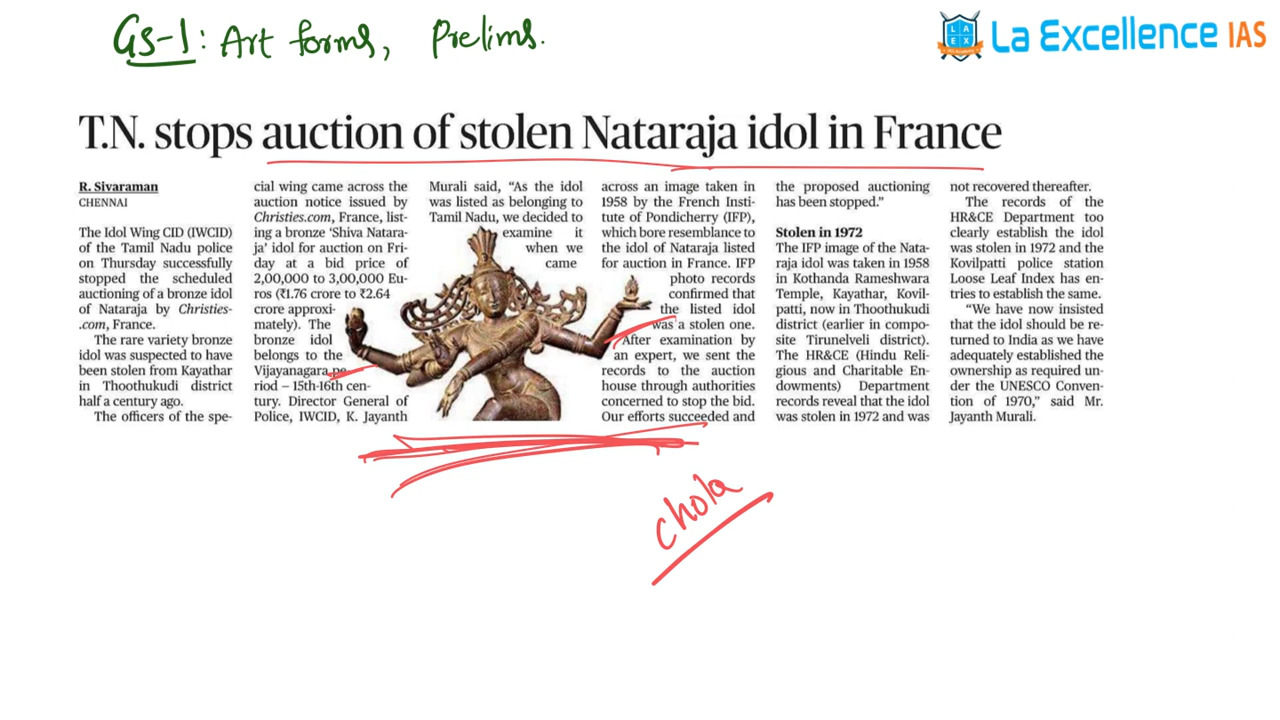 GS-1: Art forms, Prelims.
La Excellence IAS
T.N. stops auction of stolen Nataraja idol in France
R. Sivaraman
CHENNAI
The Idol Wing CID (IWCID)
of the Tamil Nadu police
on Thursday successfully
stopped the scheduled
auctioning of a bronze idol
of Nataraja by Christies-
.com, France.
The rare variety bronze
idol was suspected to have
been stolen from Kayathar
in Thoothukudi district
half a century ago.
The officers of the spe-
cial wing came across the
auction notice issued by
Christies.com, France, list-
ing a bronze ‘Shiva Natara-
ja’ idol for auction on Fri-
day at a bid price of
2,00,000 to 3,00,000 Eu-
ros (₹1.76 crore to ₹2.64
crore approxi-
mately). The
bronze idol
belongs to the
Vijayanagara pe-
riod – 15th-16th cen-
tury. Director General of
Police, IWCID, K. Jayanth
Murali said, “As the idol
was listed as belonging to
Tamil Nadu, we decided to
examine it
when we
came
across an image taken in
1958 by the French Insti-
tute of Pondicherry (IFP),
which bore resemblance to
the idol of Nataraja listed
for auction in France. IFP
photo records
confirmed that
the listed idol
was a stolen one.
After examination by
an expert, we sent the
records to the auction
house through authorities
concerned to stop the bid.
Our efforts succeeded and
the proposed auctioning
has been stopped.”
Stolen in 1972
The IFP image of the Nata-
raja idol was taken in 1958
in Kothanda Rameshwara
Temple, Kayathar, Kovil-
patti, now in Thoothukudi
district (earlier in compo-
site Tirunelveli district).
The HR&CE (Hindu Reli-
gious and Charitable En-
dowments) Department
records reveal that the idol
was stolen in 1972 and was
not recovered thereafter.
The records of the
HR&CE Department too
clearly establish the idol
was stolen in 1972 and the
Kovilpatti police station
Loose Leaf Index has en-
tries to establish the same.
“We have now insisted
that the idol should be re-
turned to India as we have
adequately established the
ownership as required un-
der the UNESCO Conven-
tion of 1970,” said Mr.
Jayanth Murali.
chola